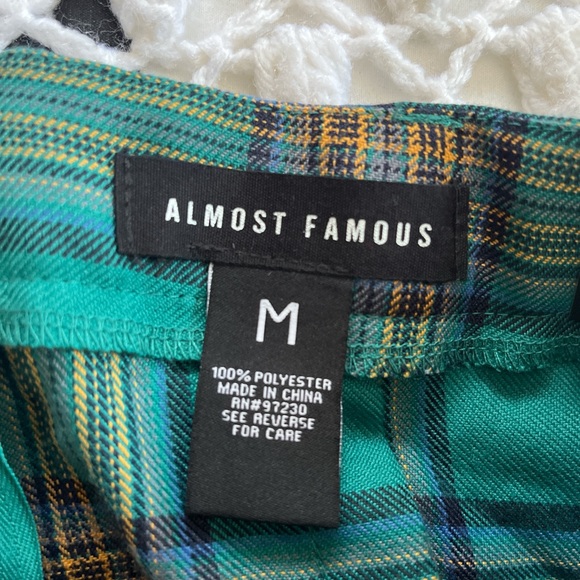 ALMOST FAMOUS
M
100% POLYESTER
MADE IN CHINA
RN#97230
SEE REVERSE
FOR CARE